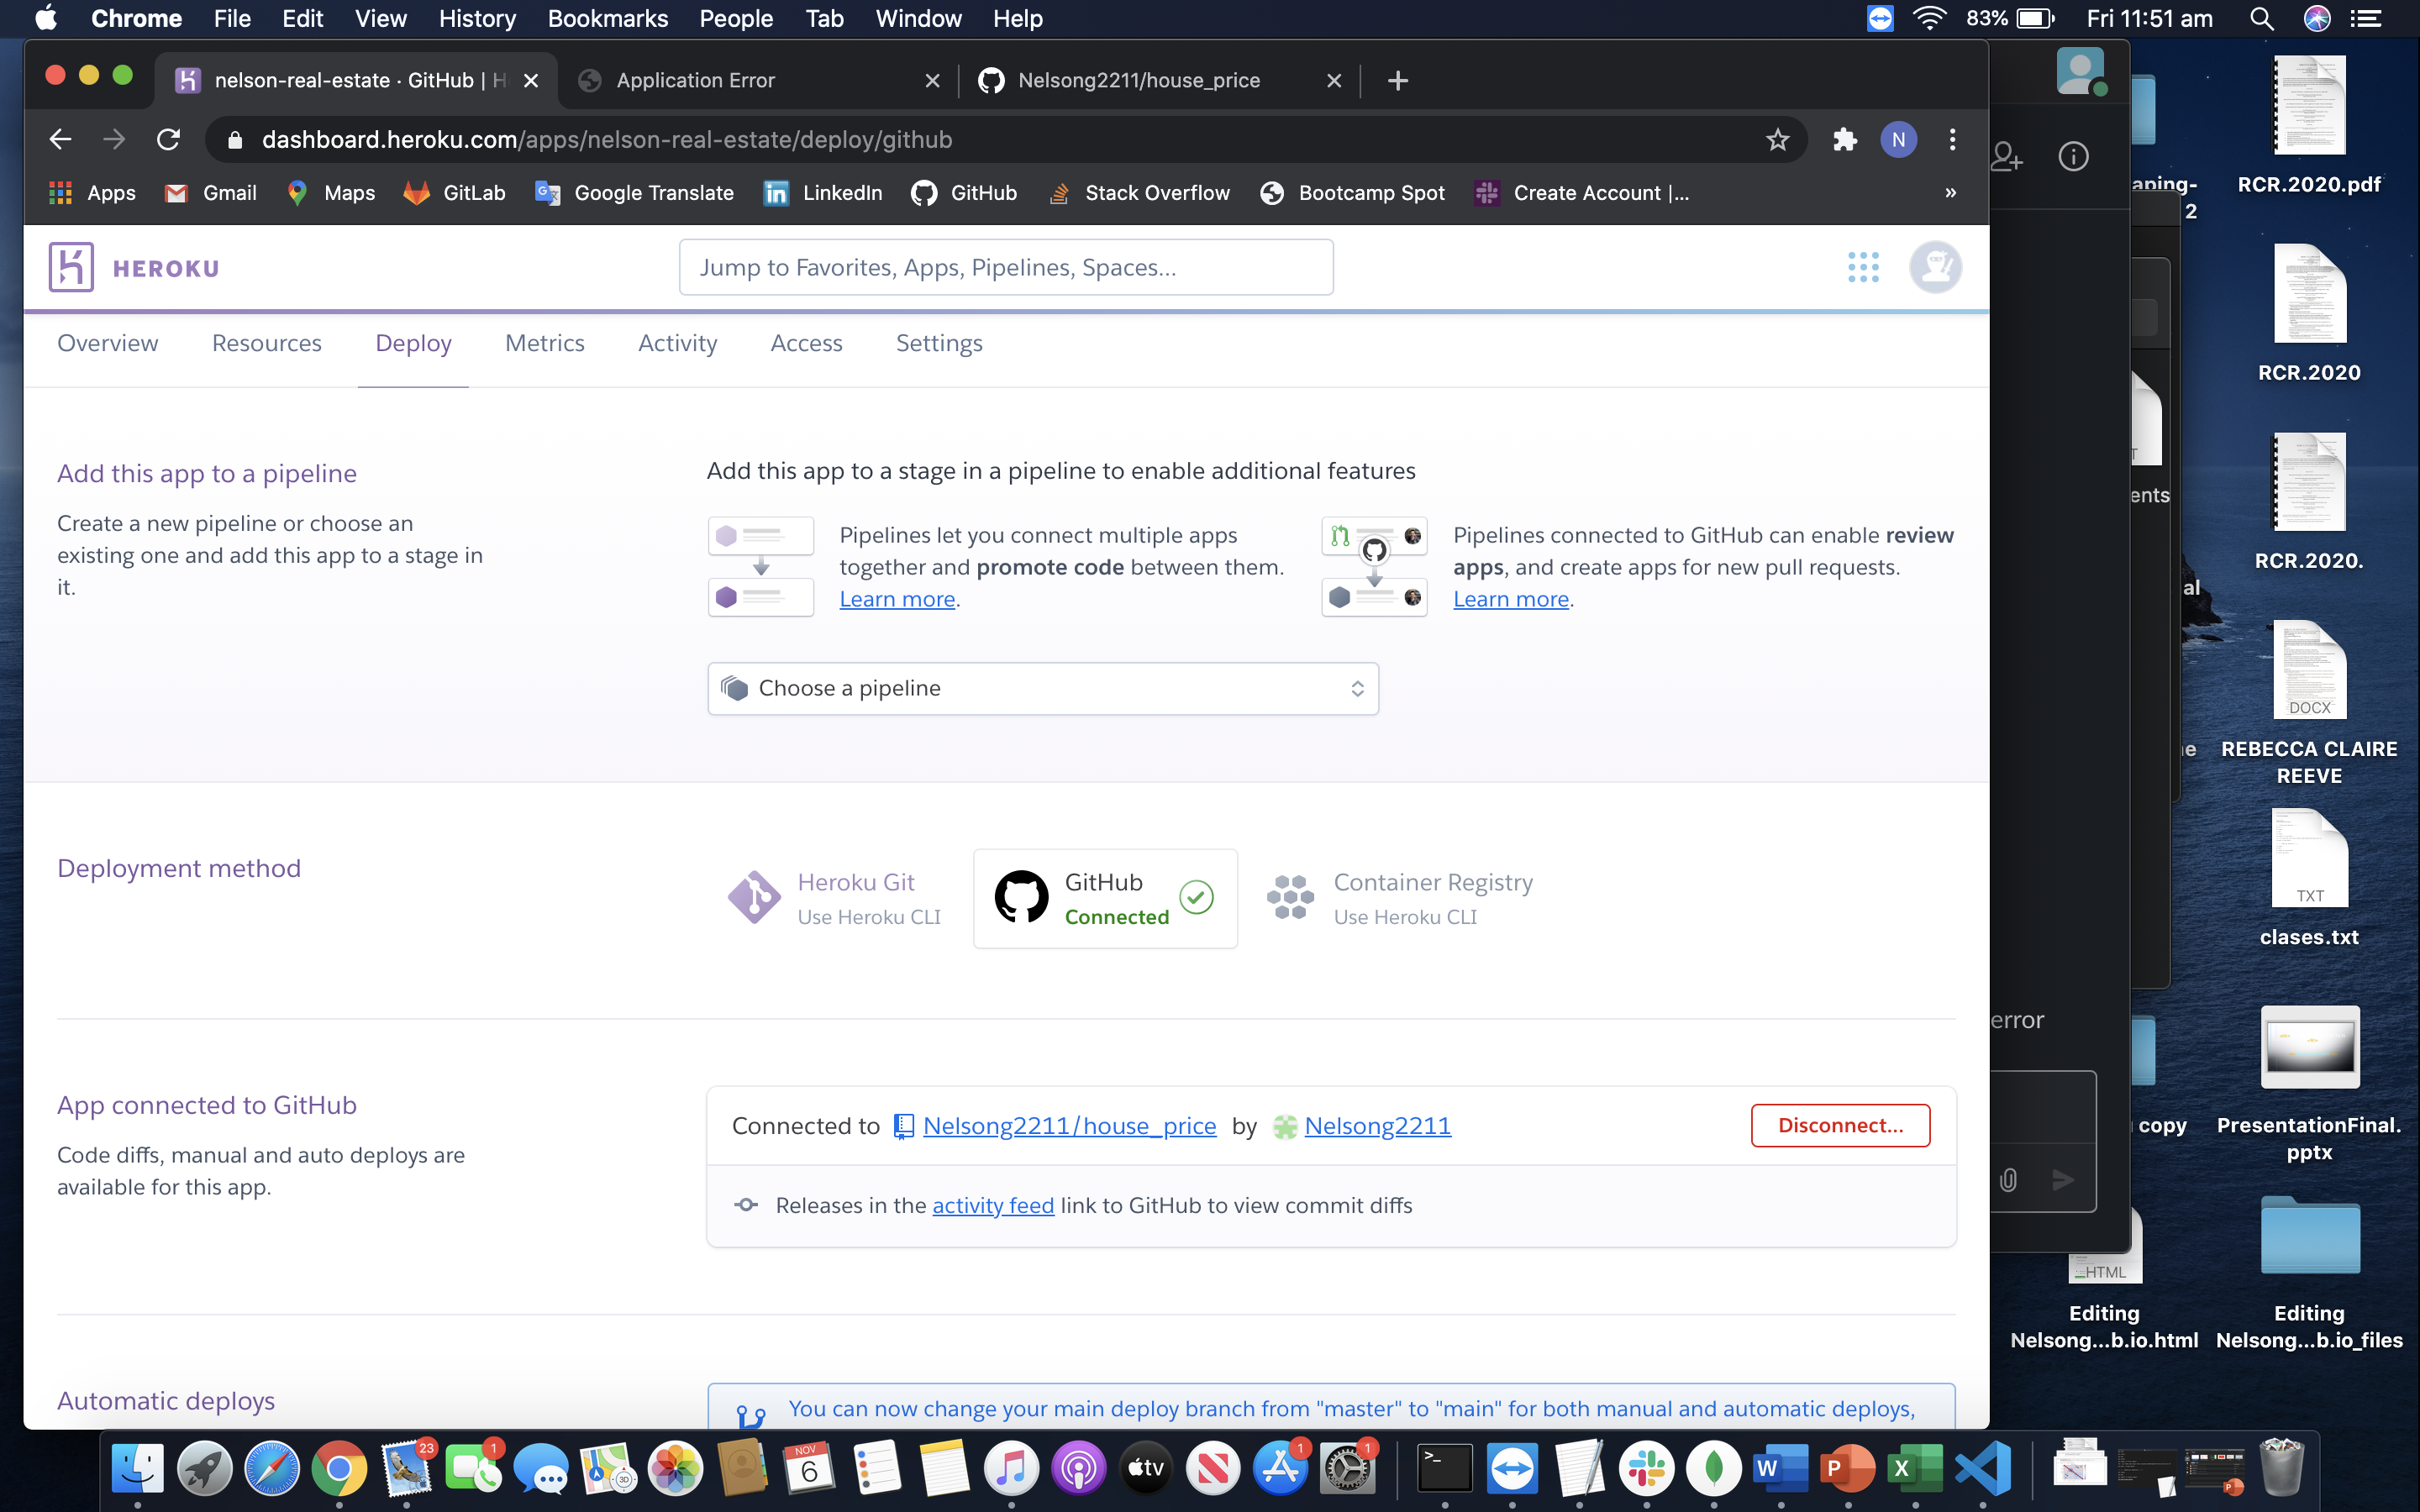 Chrome File Edit View History Bookmarks People Tab Window Help 83% Fri 11:51 am
nelson-real-estate · GitHub | H
Application Error
Nelsong2211/house_price
dashboard.heroku.com/apps/nelson-real-estate/deploy/github
N
Apps Gmail Maps GitLab Google Translate LinkedIn GitHub Stack Overflow Bootcamp Spot Create Account |... »
HEROKU
Jump to Favorites, Apps, Pipelines, Spaces...
Overview Resources Deploy Metrics Activity Access Settings
Add this app to a pipeline
Create a new pipeline or choose an
existing one and add this app to a stage in
it.
Add this app to a stage in a pipeline to enable additional features
Pipelines let you connect multiple apps
together and promote code between them.
Learn more.
Pipelines connected to GitHub can enable review
apps, and create apps for new pull requests.
Learn more.
Choose a pipeline
Deployment method
Heroku Git
Use Heroku CLI
GitHub
Connected
Container Registry
Use Heroku CLI
App connected to GitHub
Code diffs, manual and auto deploys are
available for this app.
Connected to Nelsong2211/house_price by Nelsong2211
Disconnect...
Releases in the activity feed link to GitHub to view commit diffs
Automatic deploys
You can now change your main deploy branch from "master" to "main" for both manual and automatic deploys,
aping-
2
ents
al
e
error
copy
HTML
Editing
Nelsong...b.io.html
RCR.2020.pdf
RCR.2020
RCR.2020.
DOCX
REBECCA CLAIRE
REEVE
TXT
clases.txt
PresentationFinal.
pptx
Editing
Nelsong...b.io_files
23
1
3D
NOV
6
tv
1
1
>_
W
P
X